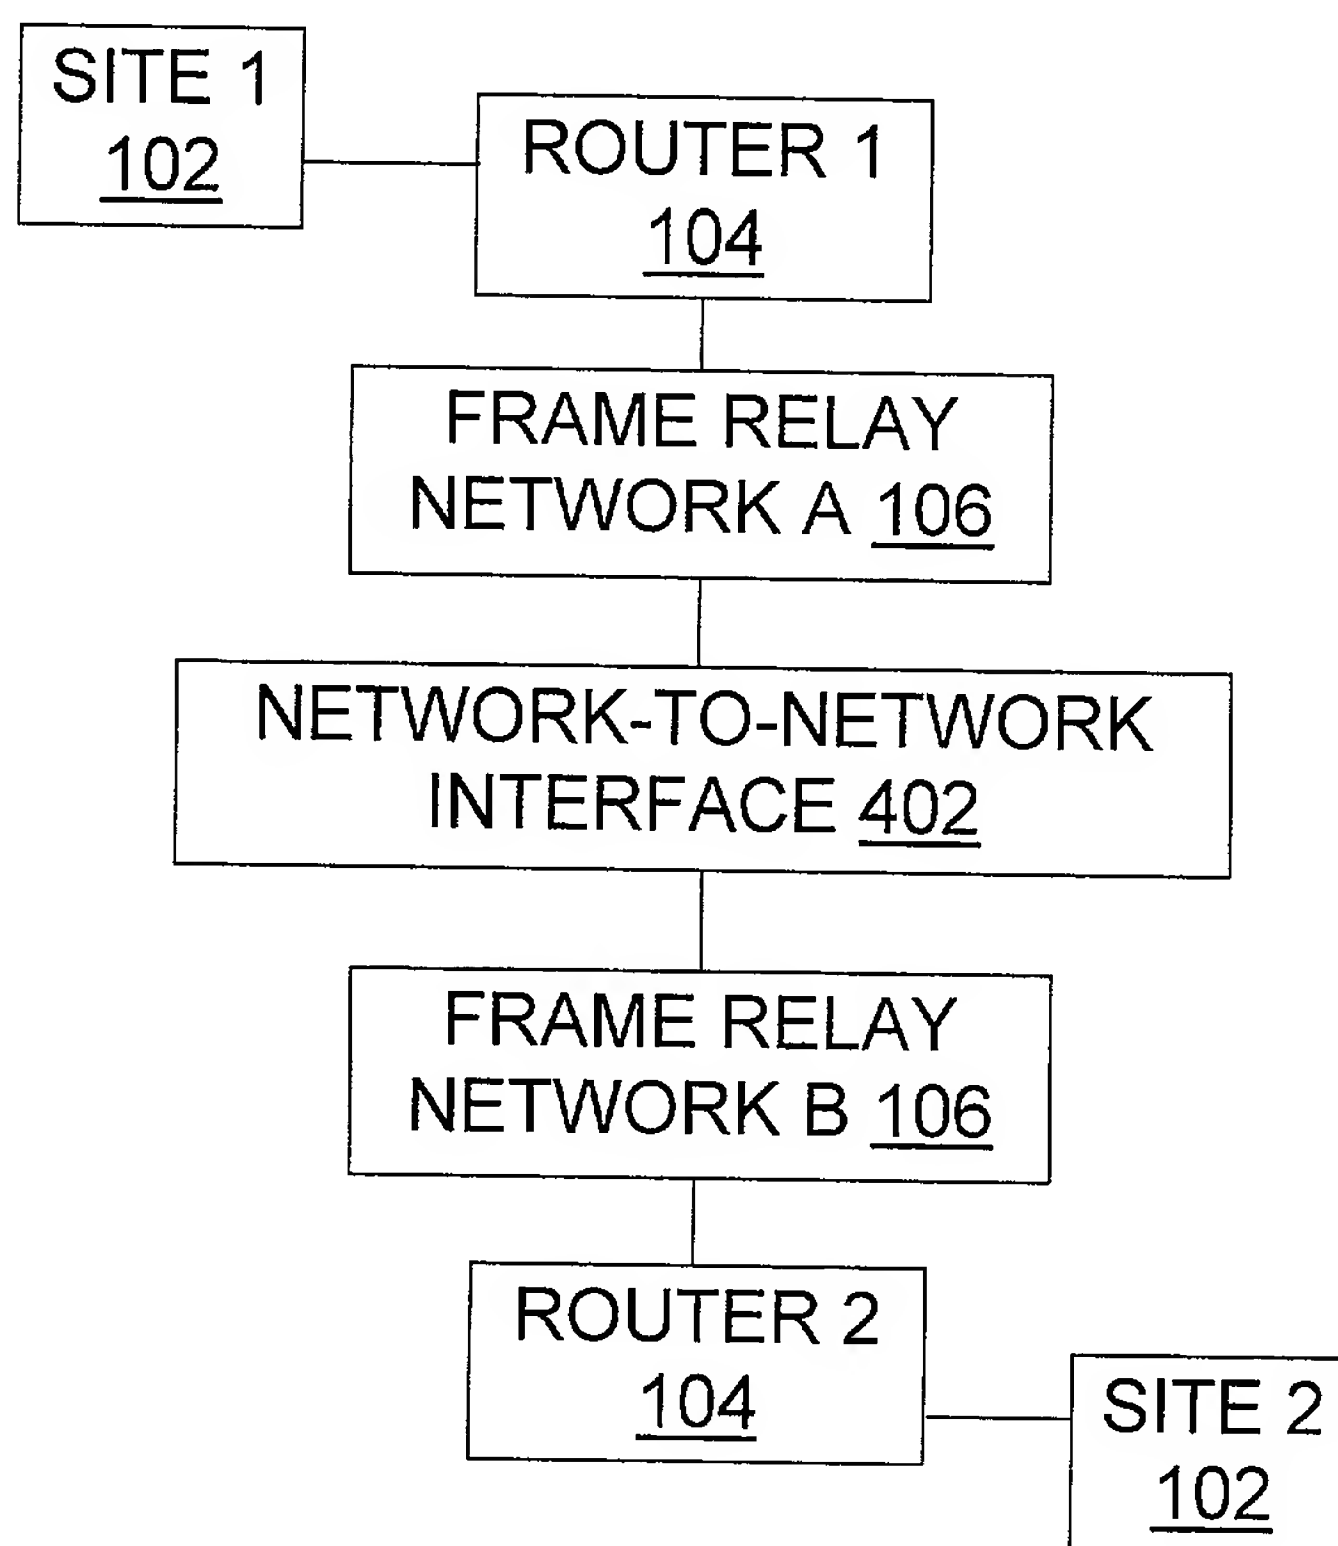 SITE 1
102
ROUTER 1
104
FRAME RELAY
NETWORK A 106
NETWORK-TO-NETWORK
INTERFACE 402
FRAME RELAY
NETWORK B 106
ROUTER 2
104
SITE 2
102